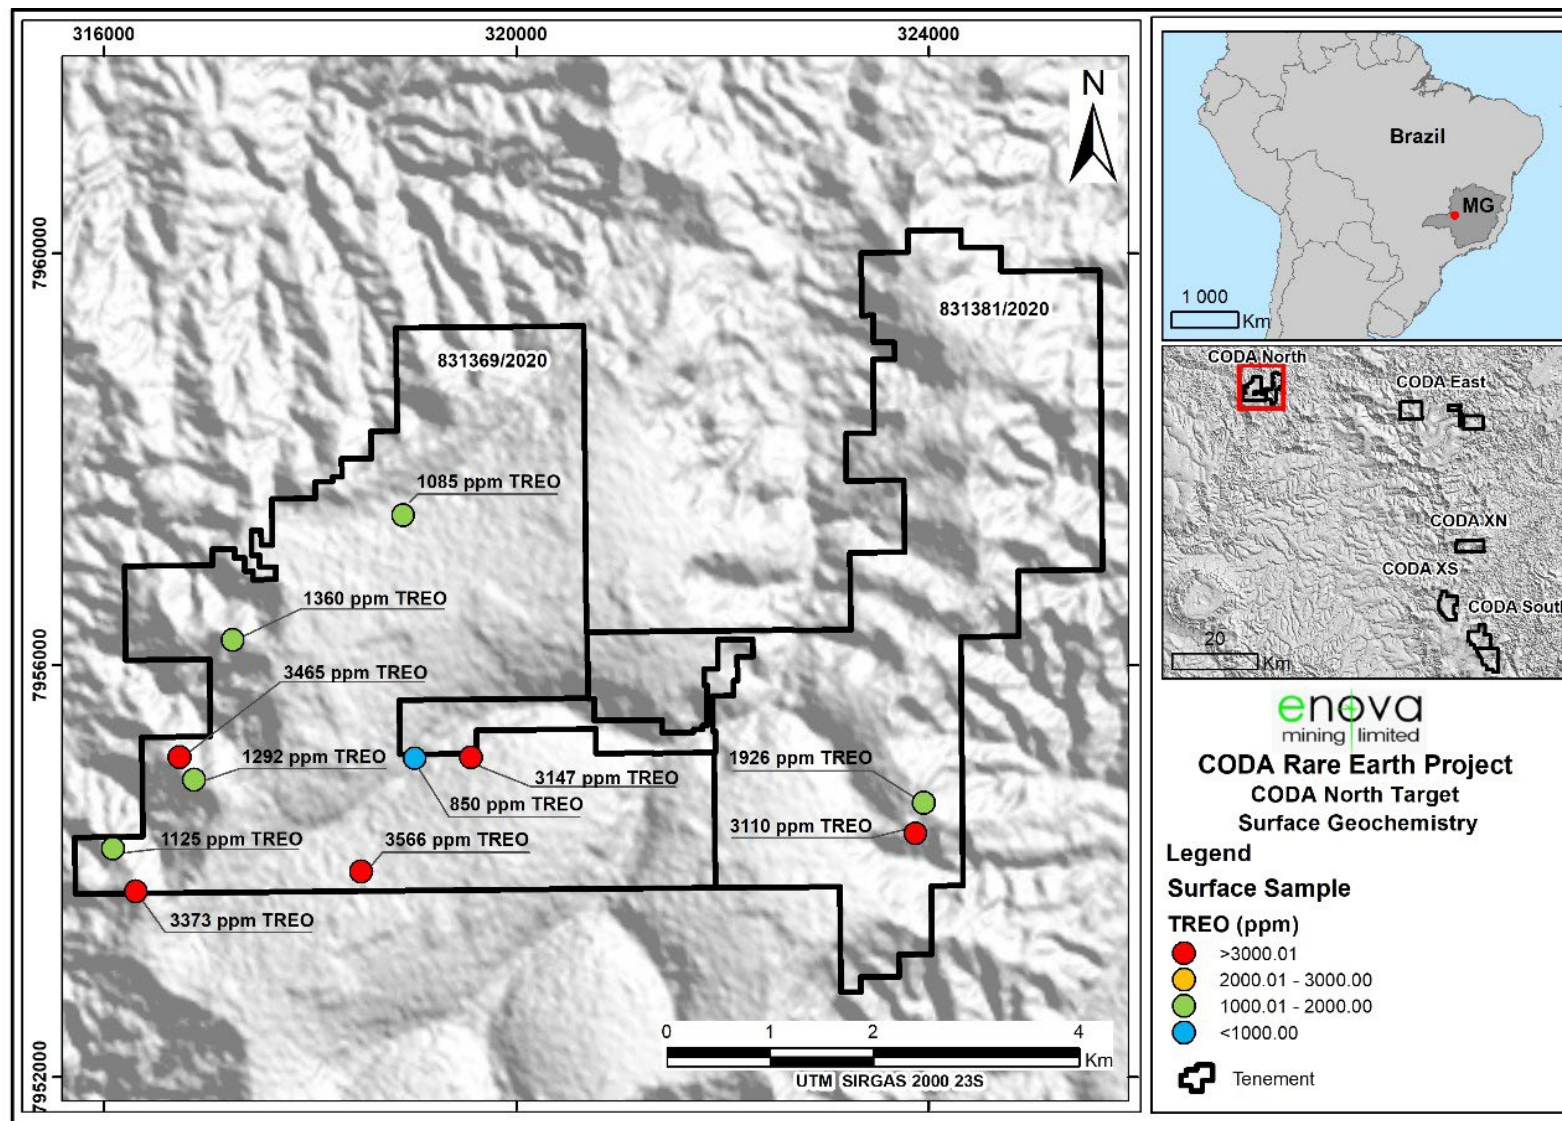 316000
320000
324000
N
7960000
7956000
7952000
831381/2020
831369/2020
1085 ppm TREO
1360 ppm TREO
3465 ppm TREO
1292 ppm TREO
1926 ppm TREO
3147 ppm TREO
850 ppm TREO
3110 ppm TREO
1125 ppm TREO
3566 ppm TREO
3373 ppm TREO
0 1 2 4
Km
UTM SIRGAS 2000 23S
Brazil
MG
1 000
Km
CODA North
CODA East
CODA XN
CODA XS
CODA South
20
Km
enova
mining limited
CODA Rare Earth Project
CODA North Target
Surface Geochemistry
Legend
Surface Sample
TREO (ppm)
>3000.01
2000.01 - 3000.00
1000.01 - 2000.00
<1000.00
Tenement